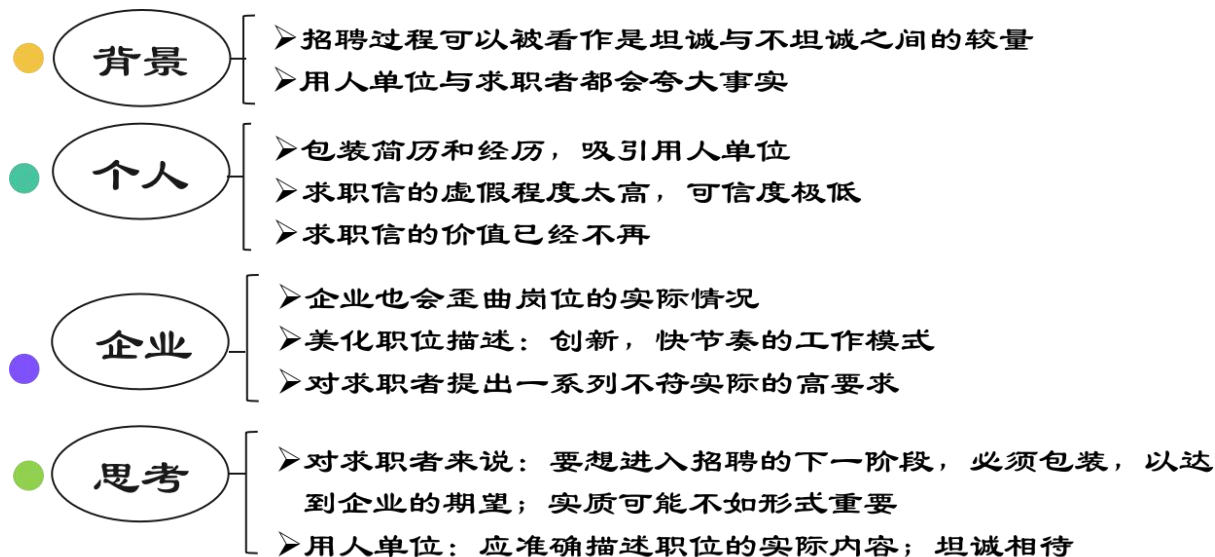 背景
➢招聘过程可以被看作是坦诚与不坦诚之间的较量
➢用人单位与求职者都会夸大事实
个人
➢包装简历和经历，吸引用人单位
➢求职信的虚假程度太高，可信度极低
➢求职信的价值已经不再
企业
➢企业也会歪曲岗位的实际情况
➢美化职位描述：创新，快节奏的工作模式
➢对求职者提出一系列不符实际的高要求
思考
➢对求职者来说：要想进入招聘的下一阶段，必须包装，以达
到企业的期望；实质可能不如形式重要
➢用人单位：应准确描述职位的实际内容；坦诚相待